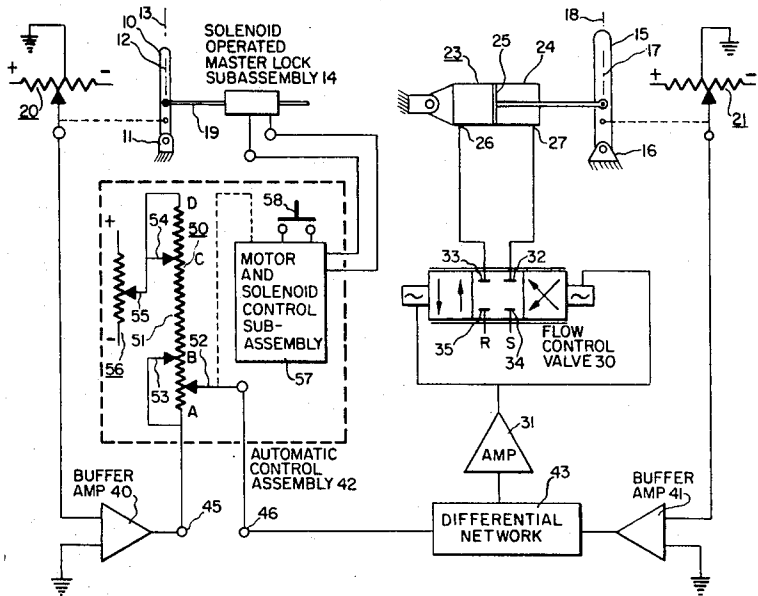 13
10
12
SOLENOID
OPERATED
MASTER LOCK
SUBASSEMBLY 14
18
15
17
+
-
20
19
11
23
25
24
+
-
21
26
27
16
D
54
50
58
+
C
55
51
-
56
52
B
53
A
MOTOR
AND
SOLENOID
CONTROL
SUB-
ASSEMBLY
57
33
32
35
R
S
34
FLOW
CONTROL
VALVE 30
31
AMP
AUTOMATIC
CONTROL
ASSEMBLY 42
BUFFER
AMP 40
45
46
43
DIFFERENTIAL
NETWORK
BUFFER
AMP 41